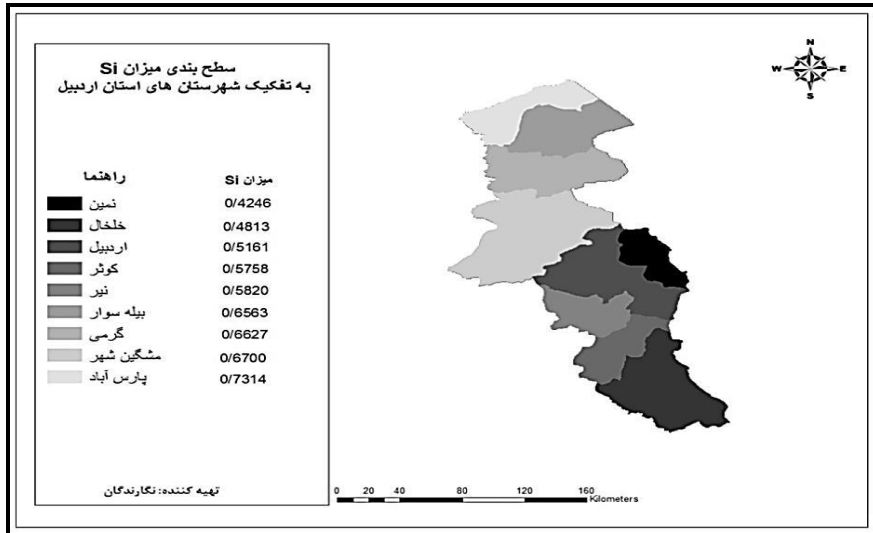 سطح بندی میزان Si
به تفکیک شهرستان های استان اردبیل
راهنما میزان Si
نمین 0/4246
خلخال 0/4813
اردبیل 0/5161
کوثر 0/5758
نیر 0/5820
بیله سوار 0/6563
گرمی 0/6627
مشگین شهر 0/6700
پارس آباد 0/7314
تهیه کننده: نگارندگان
N
W E
S
0 20 40 80 120 160
Kilometers